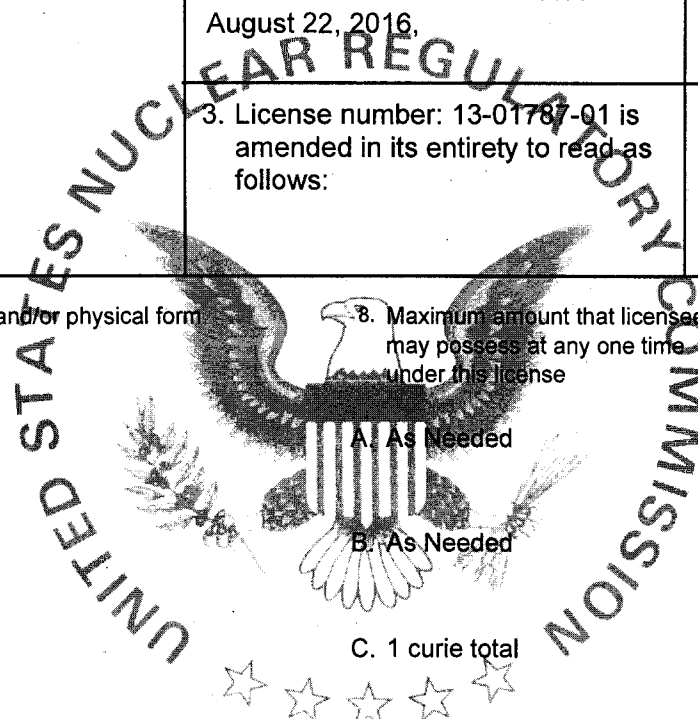 August 22, 2016,
3. License number: 13-01787-01 is
amended in its entirety to read as
follows:
and/or physical form
8. Maximum amount that licensee
may possess at any one time
under this license
A. As Needed
B. As Needed
C. 1 curie total
UNITED STATES NUCLEAR REGULATORY COMMISSION